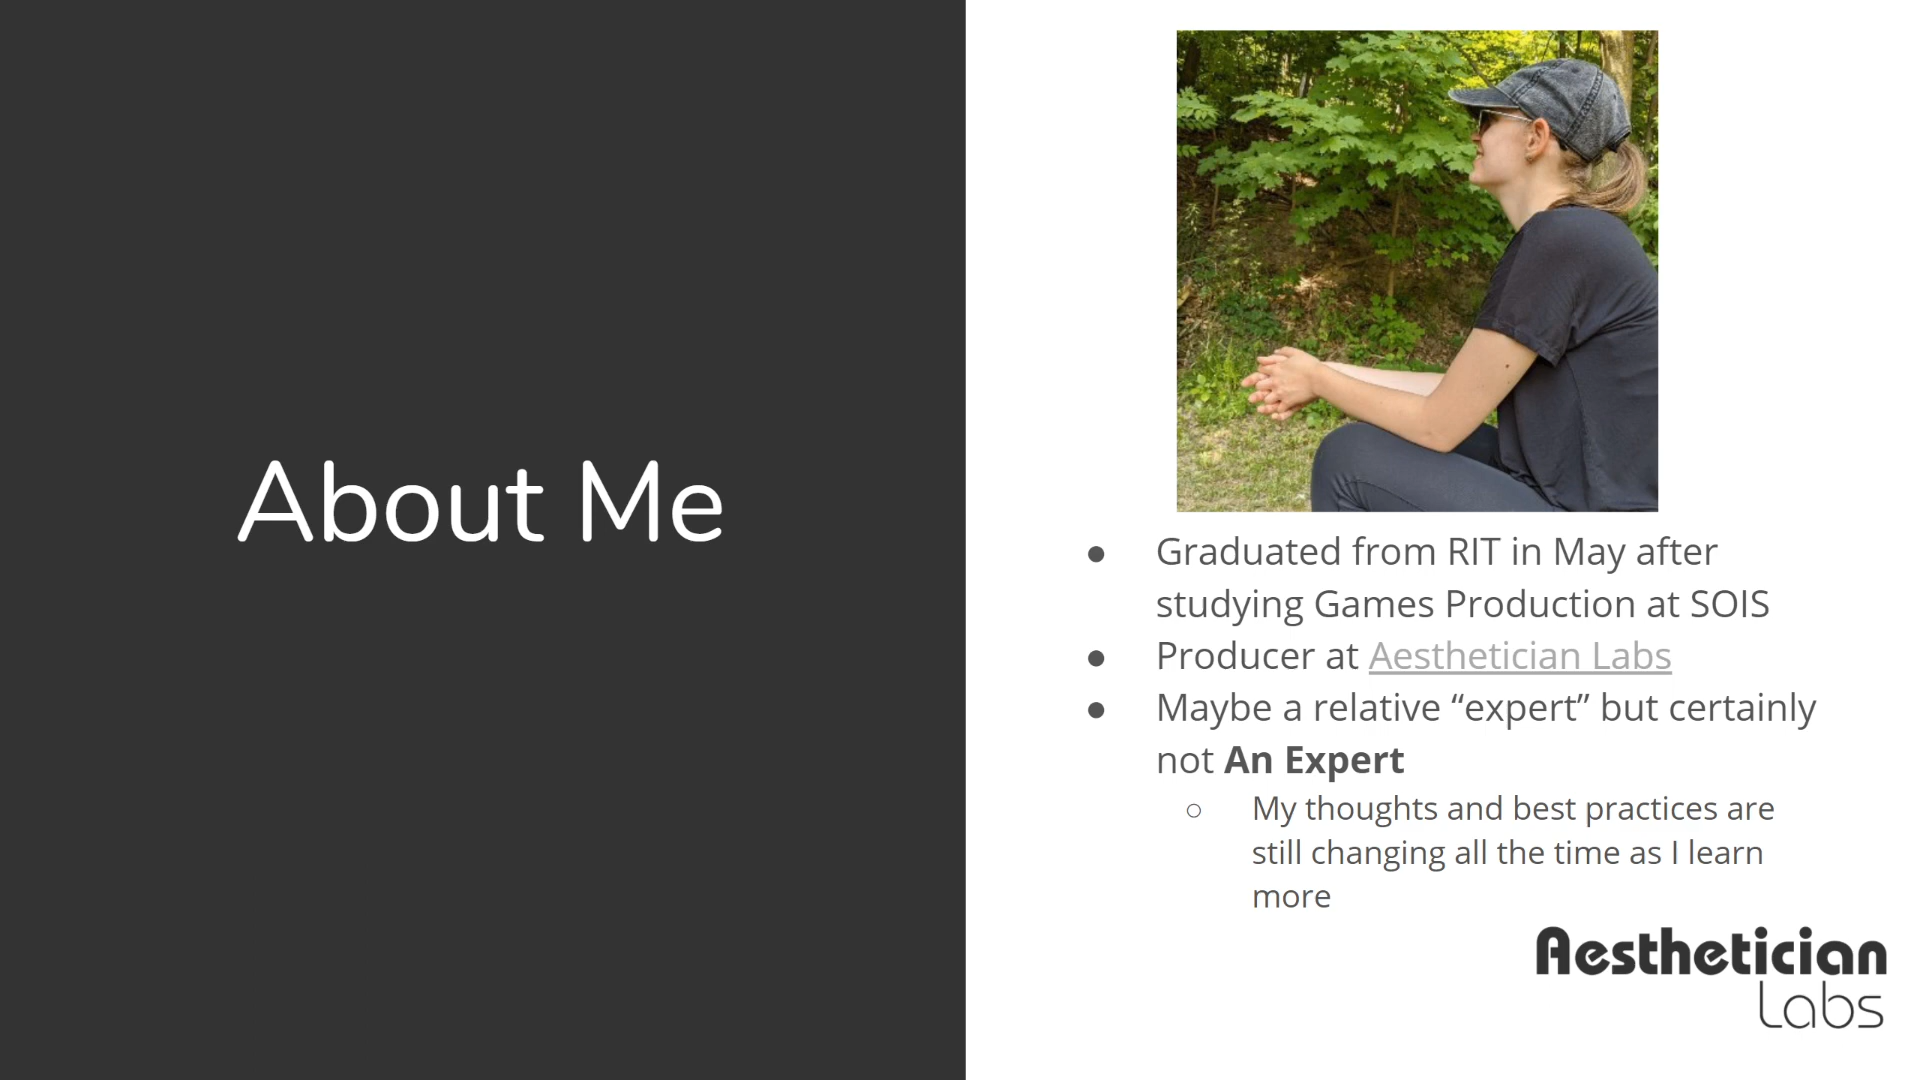 About Me
● Graduated from RIT in May after
studying Games Production at SOIS
● Producer at Aesthetician Labs
● Maybe a relative “expert” but certainly
not An Expert
○ My thoughts and best practices are
still changing all the time as I learn
more
Aesthetician
Labs